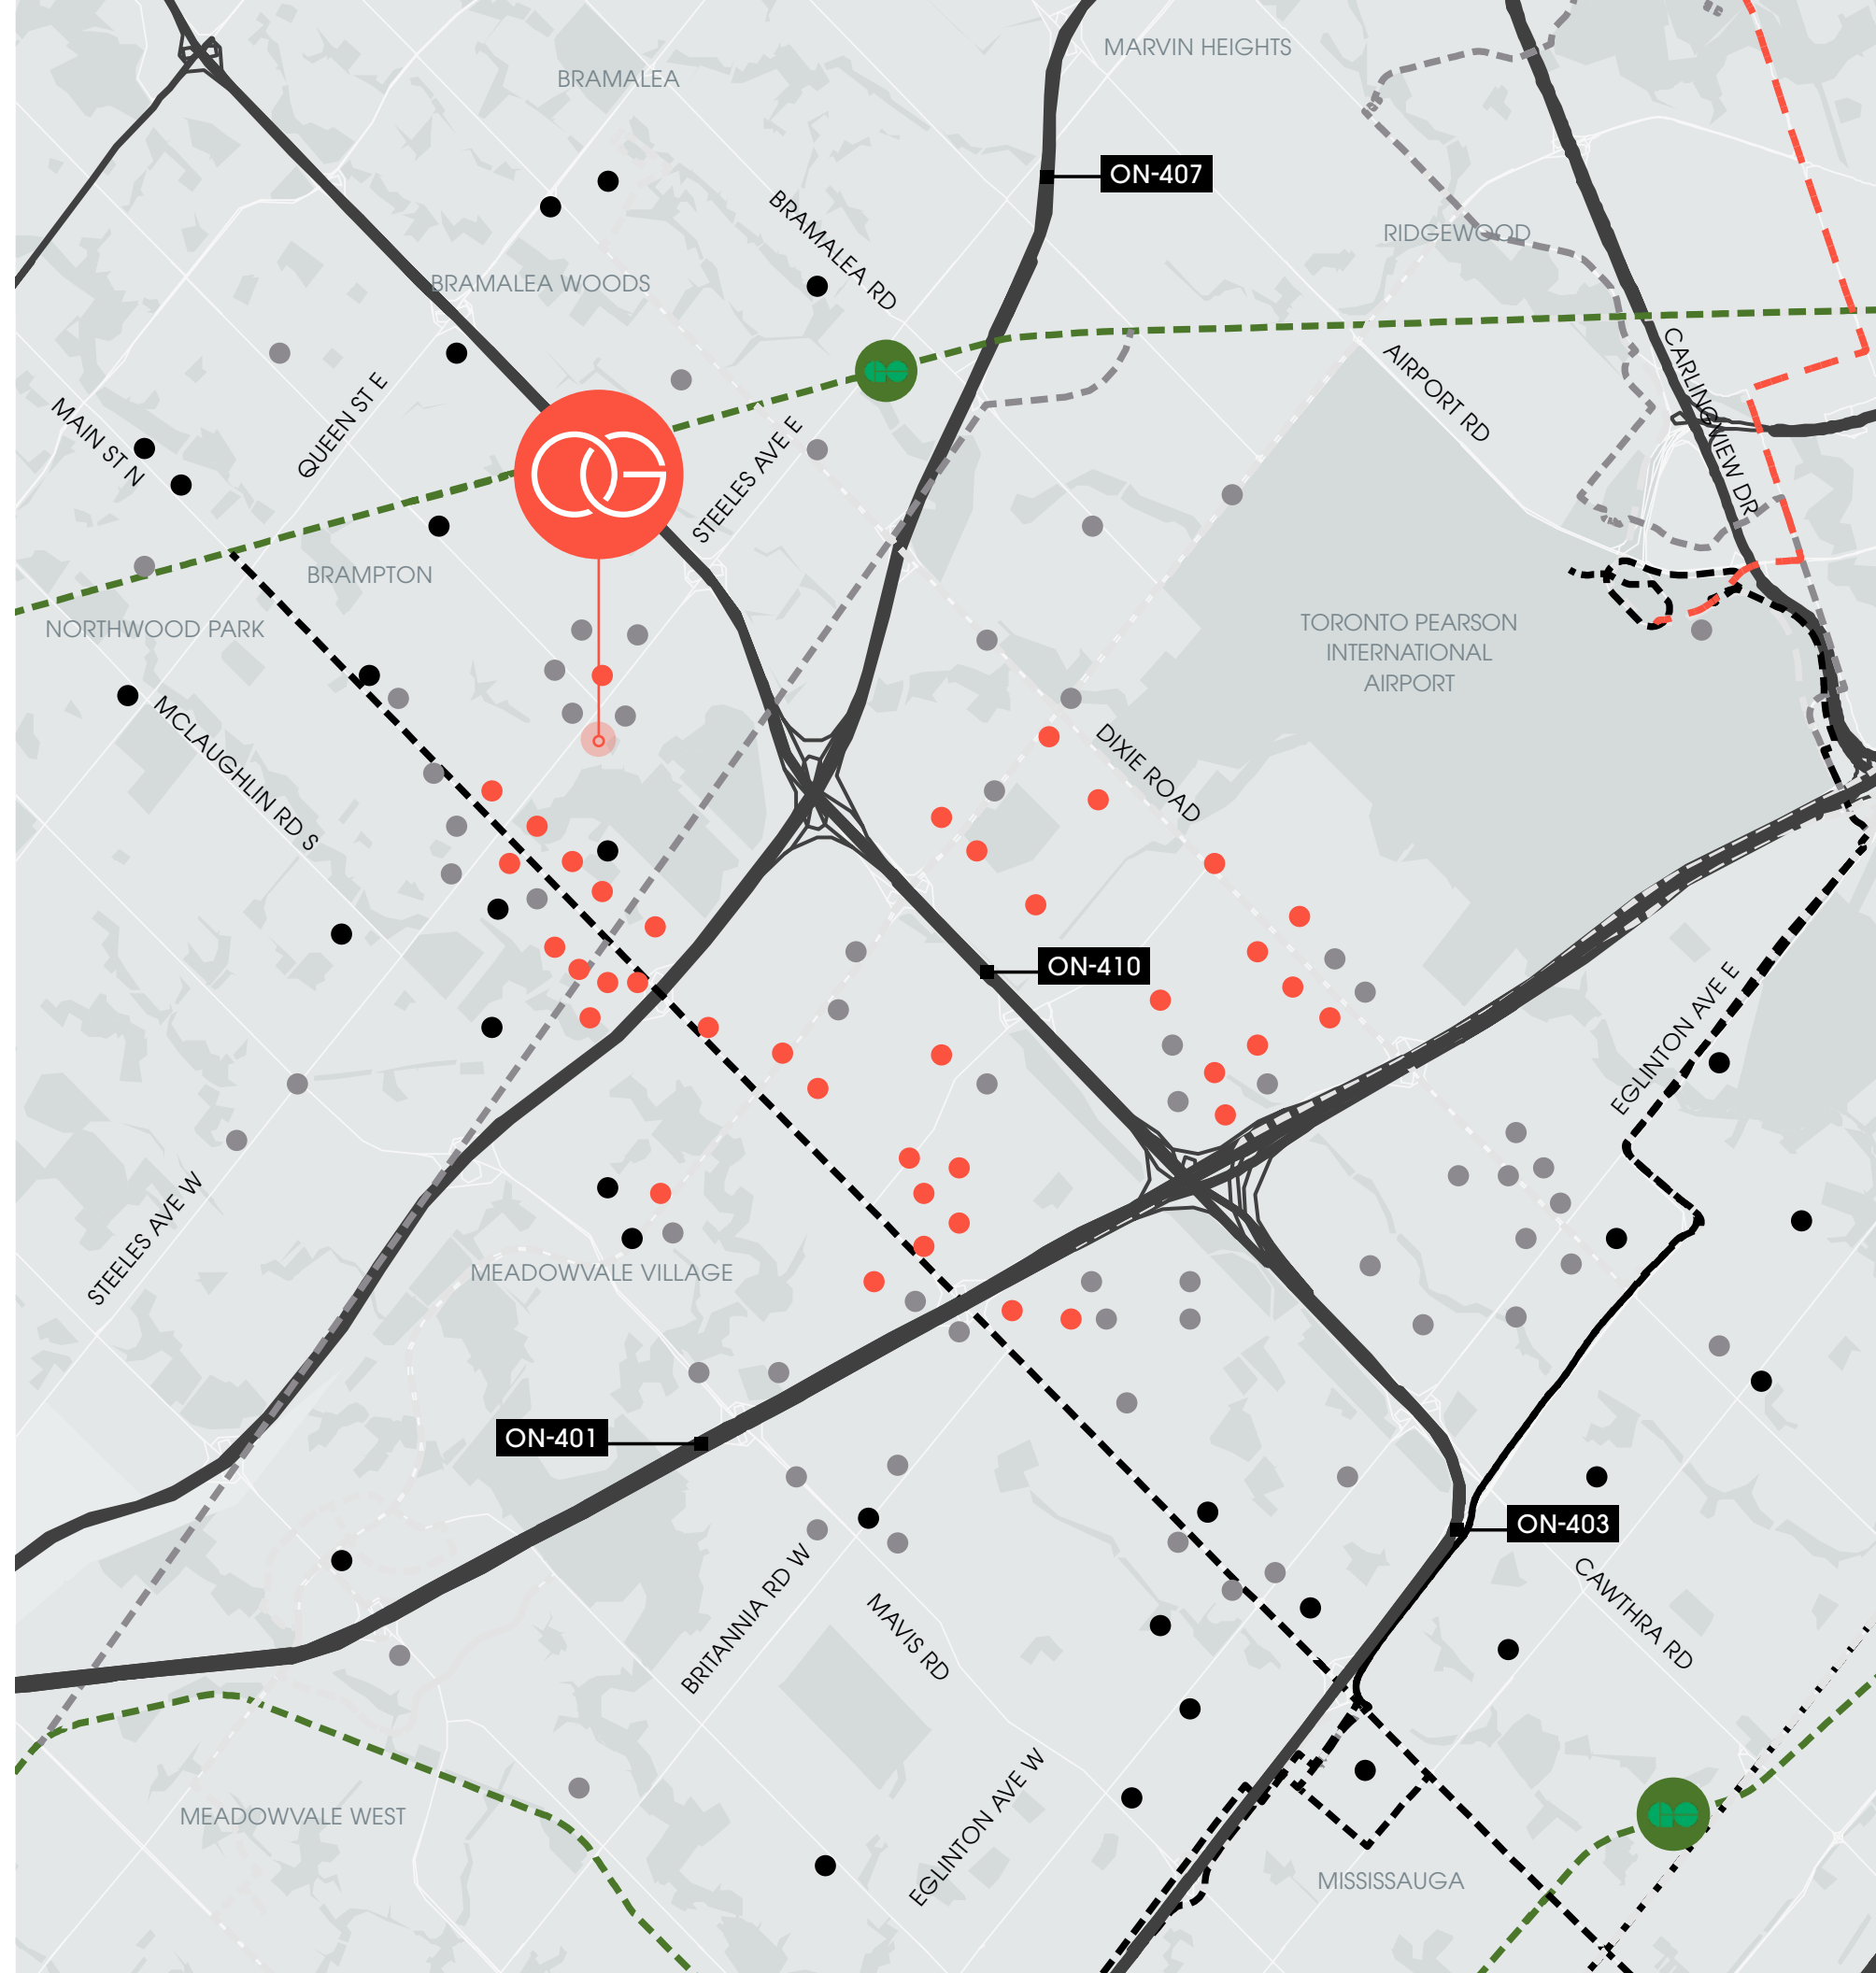 MARVIN HEIGHTS
BRAMALEA
ON-407
BRAMALEA RD
RIDGEWOOD
BRAMALEA WOODS
CARLINGVIEW DR
AIRPORT RD
QUEEN ST E
MAIN ST N
STEELES AVE E
BRAMPTON
NORTHWOOD PARK
TORONTO PEARSON
INTERNATIONAL
AIRPORT
MCLAUGHLIN RD S
DIXIE ROAD
ON-410
EGLINTON AVE E
STEELES AVE W
MEADOWVALE VILLAGE
ON-401
ON-403
BRITANNIA RD W
MAVIS RD
CAWTHRA RD
EGLINTON AVE W
MEADOWVALE WEST
MISSISSAUGA